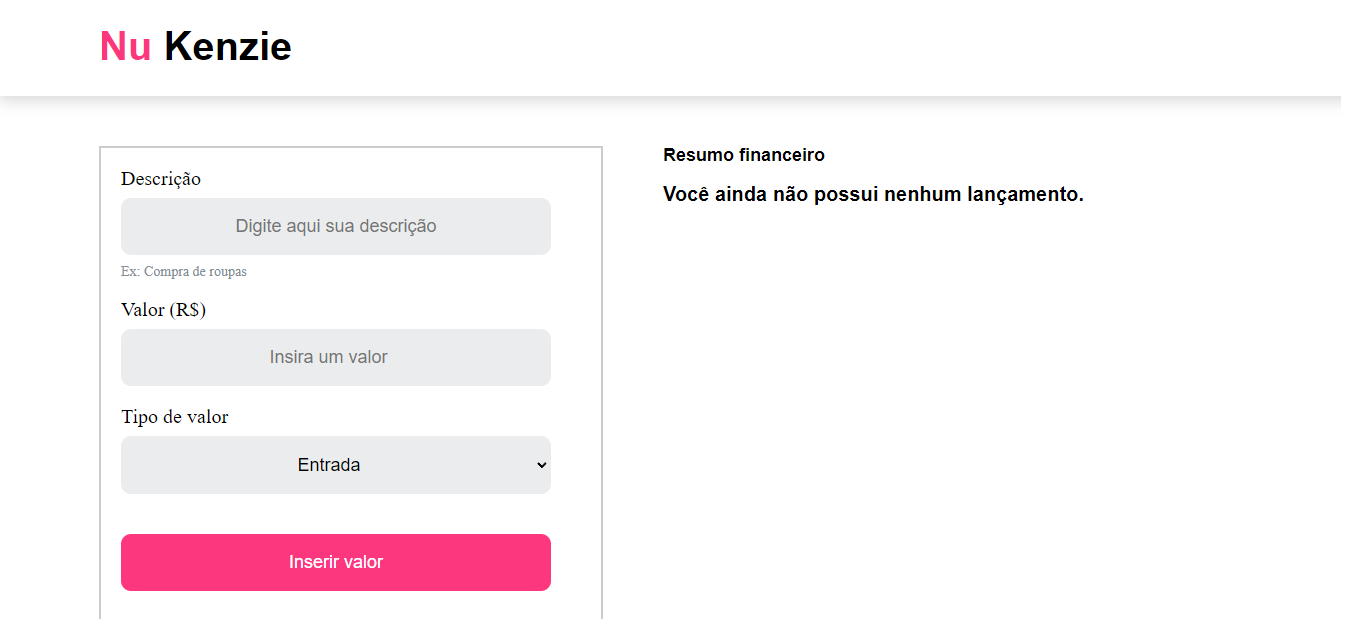 Nu Kenzie
Descrição
Digite aqui sua descrição
Ex: Compra de roupas
Valor (R$)
Insira um valor
Tipo de valor
Entrada
Inserir valor
Resumo financeiro
Você ainda não possui nenhum lançamento.